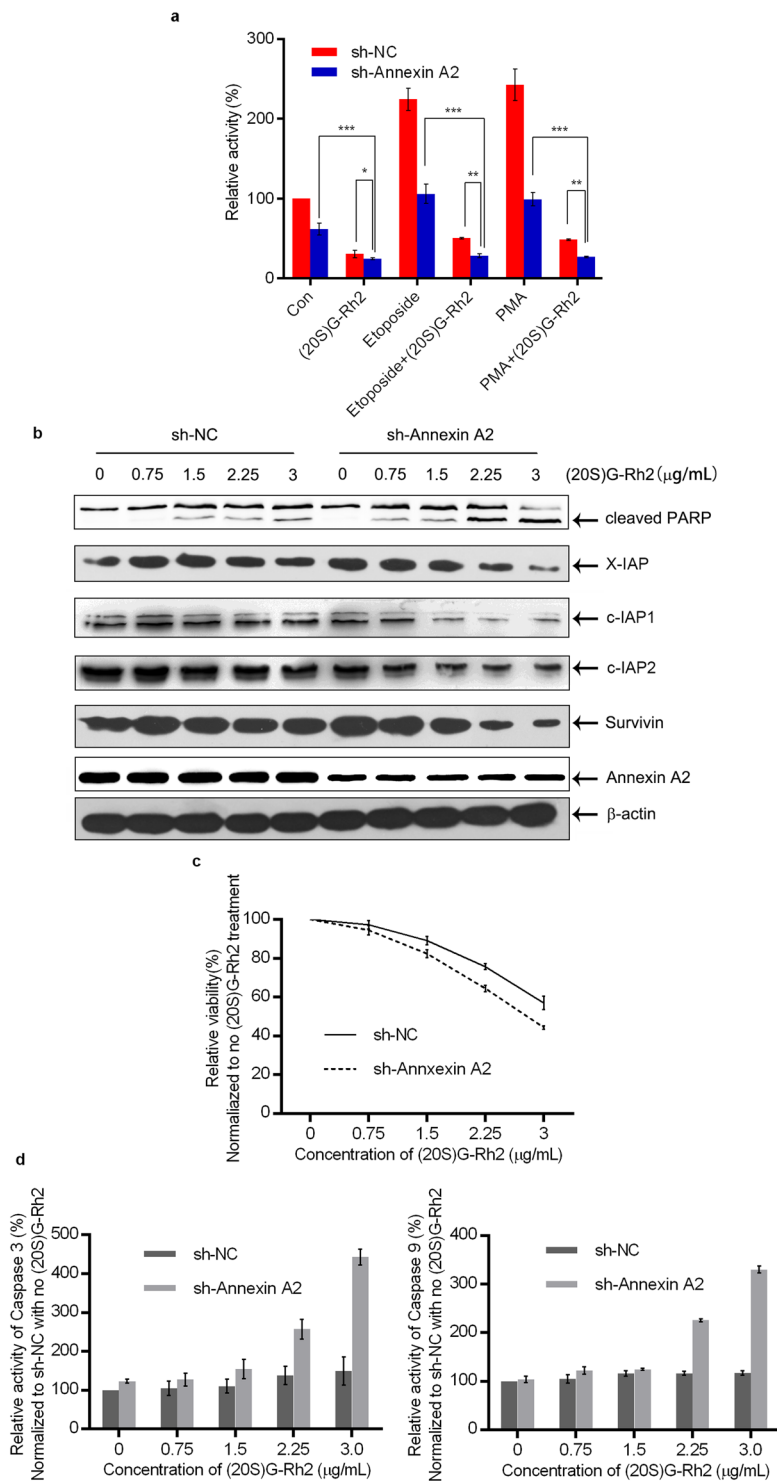 a
300
200
100
0
Relative activity (%)
sh-NC
sh-Annexin A2
***
***
***
*
**
**
Con
(20S)G-Rh2
Etoposide
Etoposide+(20S)G-Rh2
PMA
PMA+(20S)G-Rh2
b
sh-NC sh-Annexin A2
0 0.75 1.5 2.25 3 0 0.75 1.5 2.25 3 (20S)G-Rh2(μg/mL)
cleaved PARP
X-IAP
c-IAP1
c-IAP2
Survivin
Annexin A2
β-actin
c
Relative viability(%)
Normaliazed to no (20S)G-Rh2 treatment
100
80
60
40
20
0
sh-NC
sh-Annxexin A2
0 0.75 1.5 2.25 3
Concentration of (20S)G-Rh2 (μg/mL)
d
Relative activity of Caspase 3 (%)
Normalized to sh-NC with no (20S)G-Rh2
500
400
300
200
100
0
sh-NC
sh-Annexin A2
0 0.75 1.5 2.25 3.0
Concentration of (20S)G-Rh2 (μg/mL)
Relative activity of Caspase 9 (%)
Normalized to sh-NC with no (20S)G-Rh2
400
300
200
100
0
sh-NC
sh-Annexin A2
0 0.75 1.5 2.25 3.0
Concentration of (20S)G-Rh2 (μg/mL)